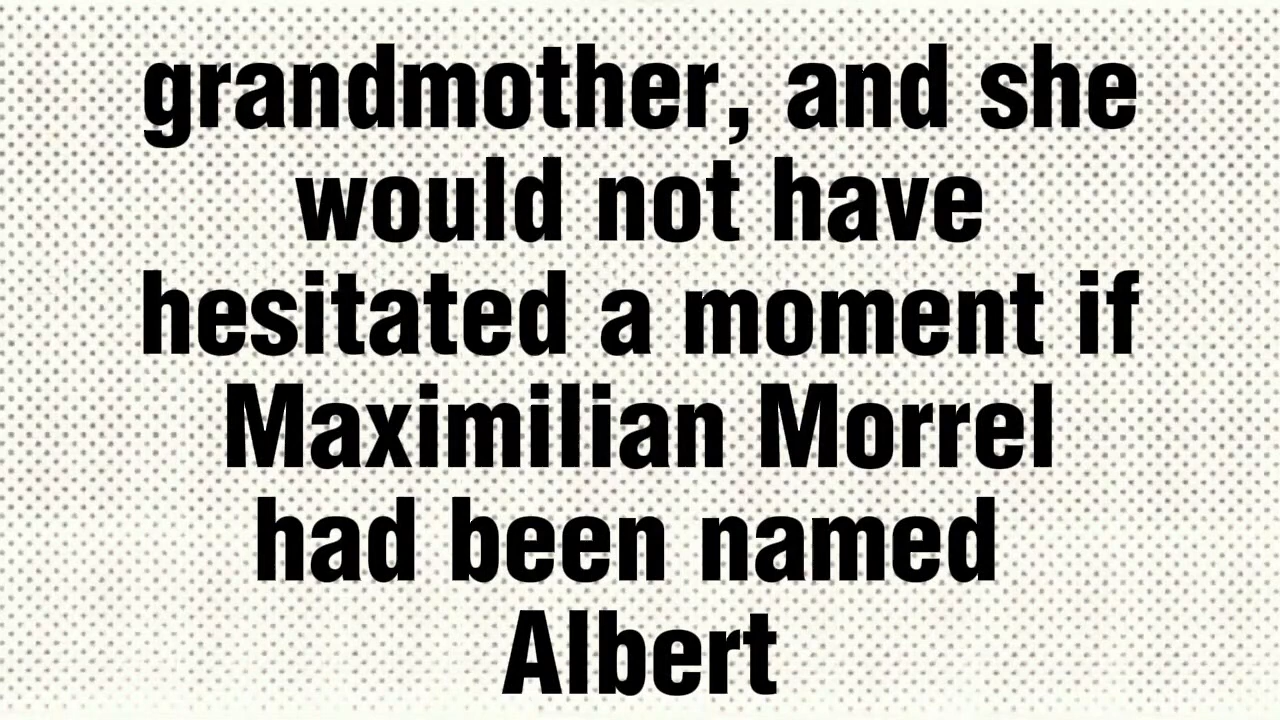 grandmother, and she
would not have
hesitated a moment if
Maximilian Morrel
had been named
Albert